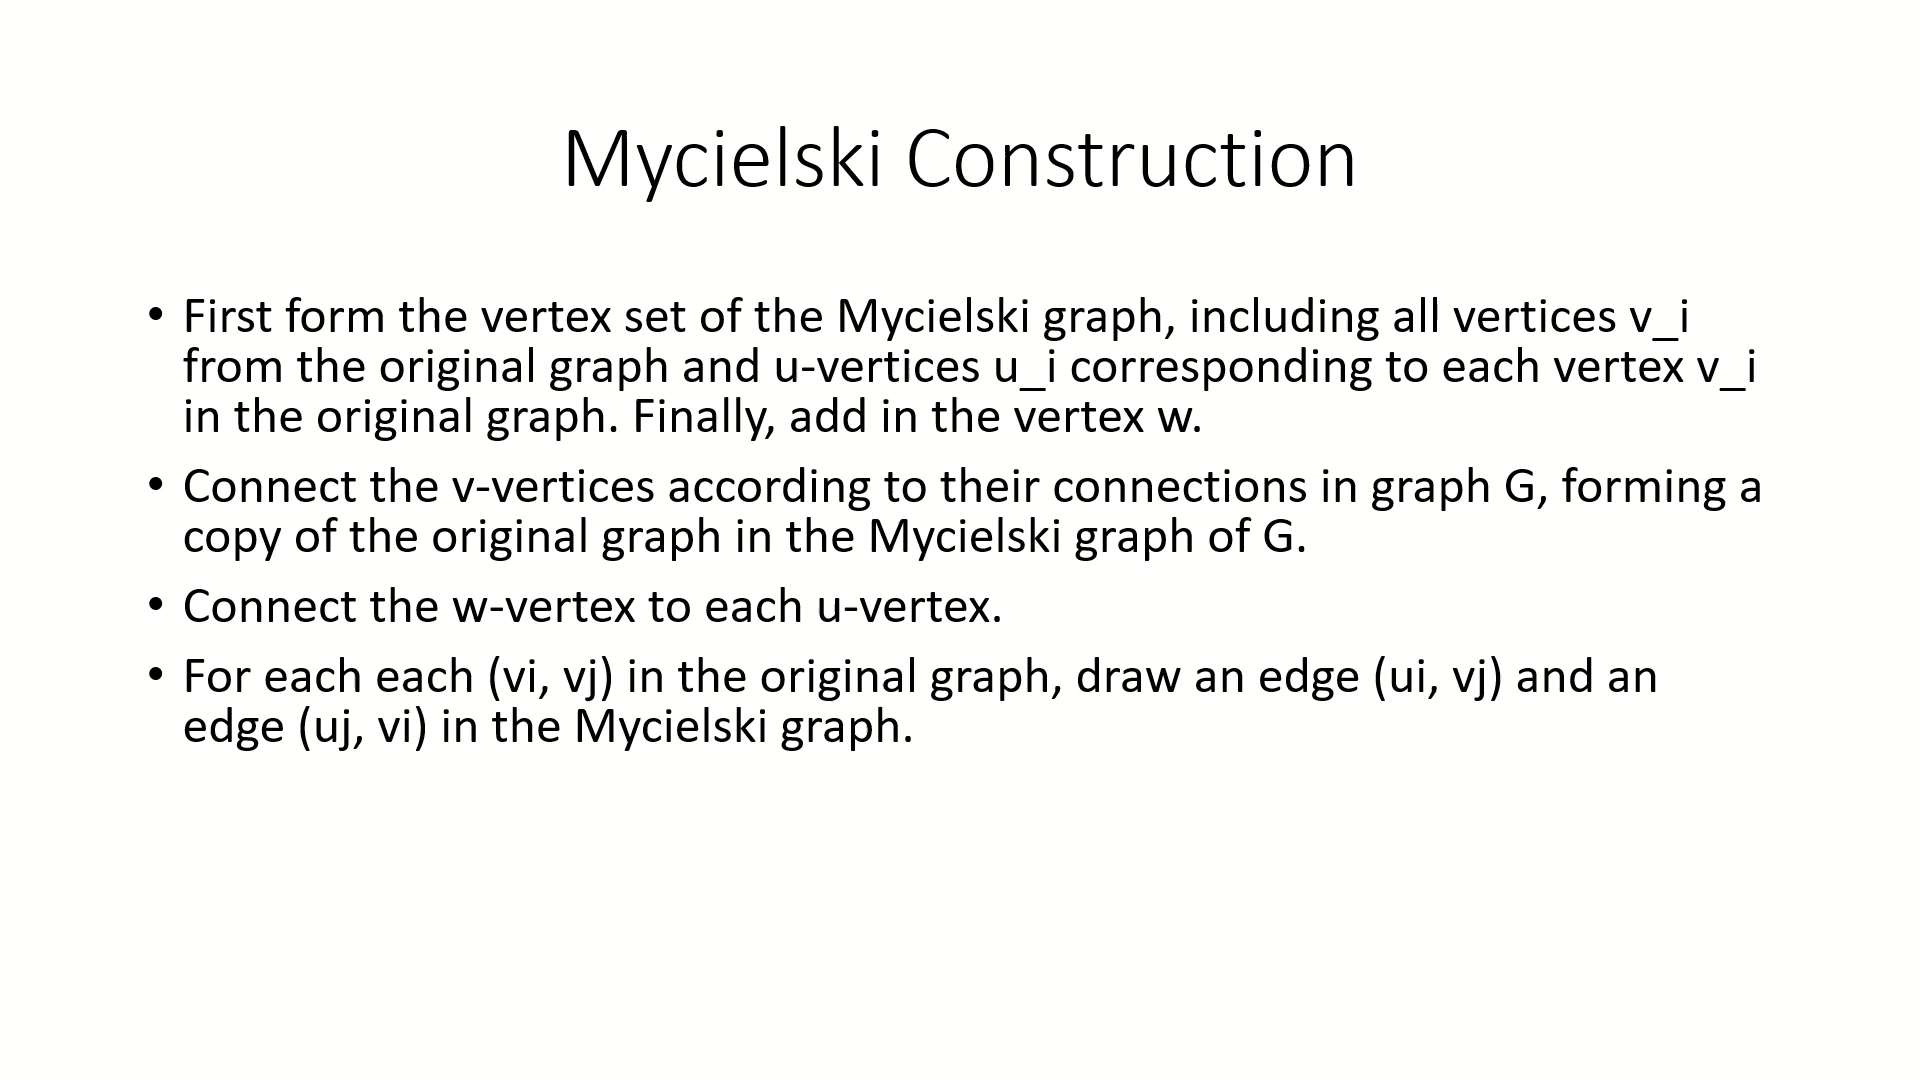 Mycielski Construction
• First form the vertex set of the Mycielski graph, including all vertices v_i
from the original graph and u-vertices u_i corresponding to each vertex v_i
in the original graph. Finally, add in the vertex w.
• Connect the v-vertices according to their connections in graph G, forming a
copy of the original graph in the Mycielski graph of G.
• Connect the w-vertex to each u-vertex.
• For each each (vi, vj) in the original graph, draw an edge (ui, vj) and an
edge (uj, vi) in the Mycielski graph.